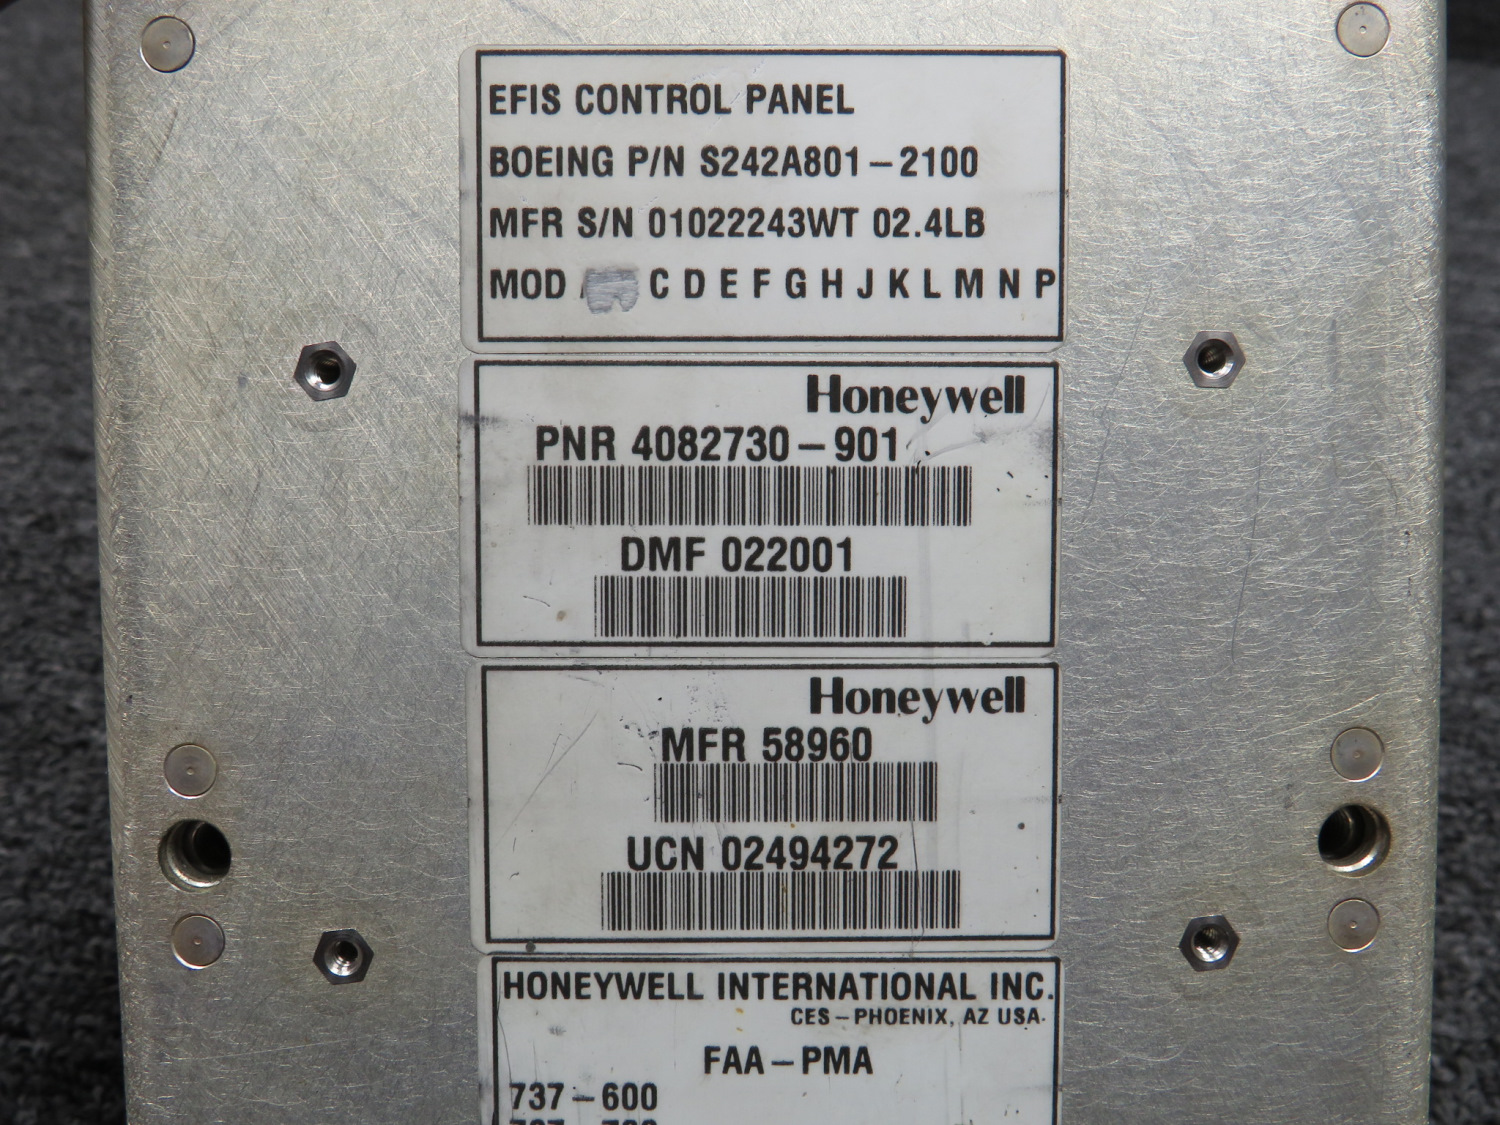 EFIS CONTROL PANEL
BOEING P/N S242A801-2100
MFR S/N 01022243WT 02.4LB
MOD C D E F G H J K L M N P
Honeywell
PNR 4082730-901
DMF 022001
Honeywell
MFR 58960
UCN 02494272
HONEYWELL INTERNATIONAL INC.
CES-PHOENIX, AZ USA.
FAA-PMA
737-600